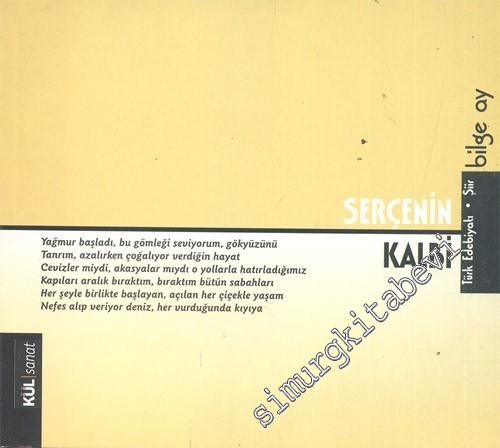 SERÇENİN
KALBİ
bilge ay
Türk Edebiyatı • Şiir
Yağmur başladı, bu gömleği seviyorum, gökyüzünü
Tanrım, azalırken çoğalıyor verdiğin hayat
Cevizler miydi, akasyalar mıydı o yollarla hatırladığımız
Kapıları aralık bıraktım, bıraktım bütün sabahları
Her şeyle birlikte başlayan, açılan her çiçekle yaşam
Nefes alıp veriyor deniz, her vurduğunda kıyıya
KÜL|sanat
simurgkitabevi.com